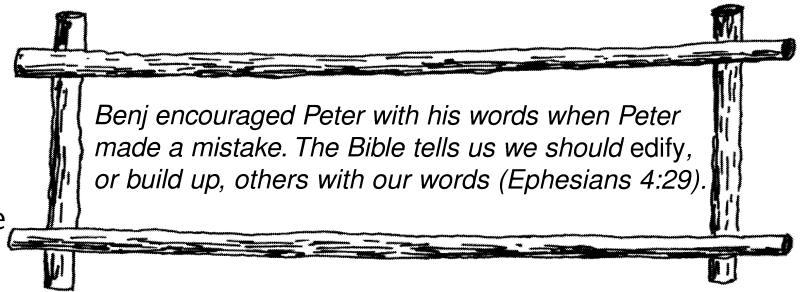 Benj encouraged Peter with his words when Peter
made a mistake. The Bible tells us we should edify,
or build up, others with our words (Ephesians 4:29).
e